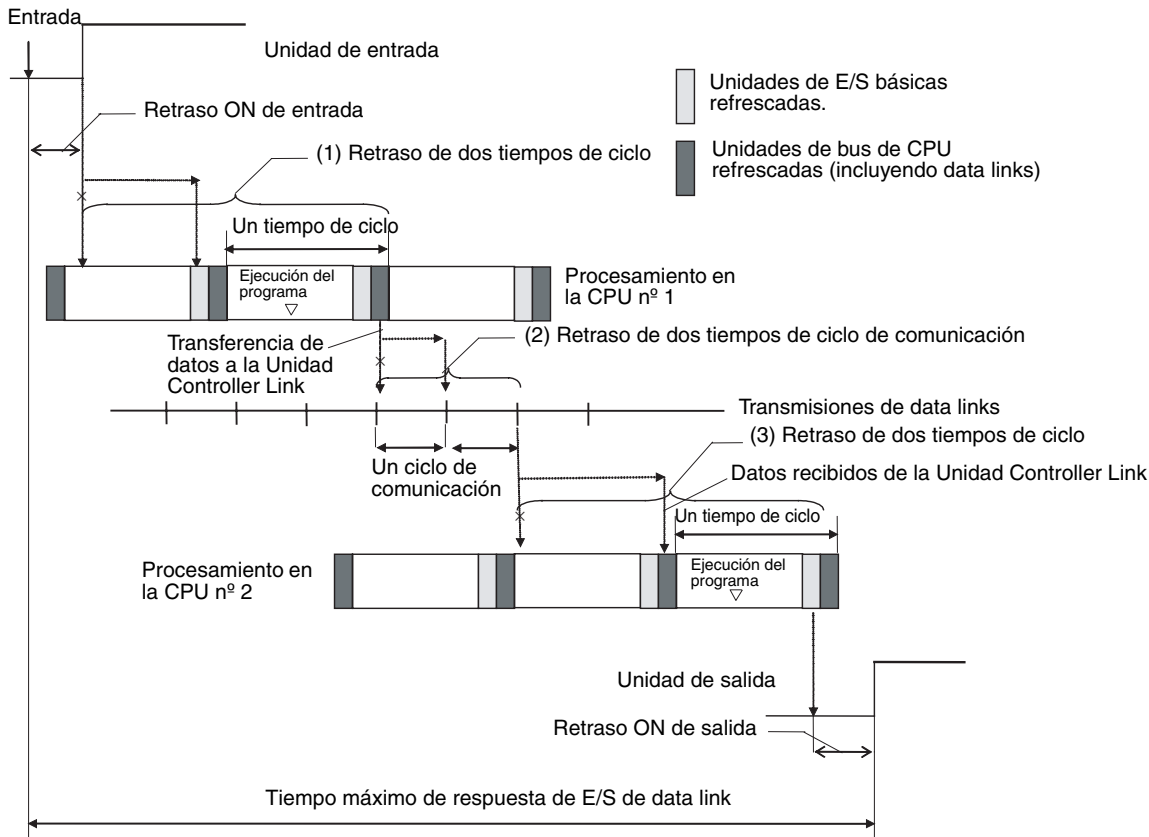 Entrada
Unidad de entrada
Retraso ON de entrada
Unidades de E/S básicas
refrescadas.
Unidades de bus de CPU
refrescadas (incluyendo data links)
(1) Retraso de dos tiempos de ciclo
Un tiempo de ciclo
Ejecución del
programa
Procesamiento en
la CPU nº 1
Transferencia de
datos a la Unidad
Controller Link
(2) Retraso de dos tiempos de ciclo de comunicación
Transmisiones de data links
(3) Retraso de dos tiempos de ciclo
Un ciclo de
comunicación
Datos recibidos de la Unidad Controller Link
Un tiempo de ciclo
Procesamiento en
la CPU nº 2
Ejecución del
programa
Unidad de salida
Retraso ON de salida
Tiempo máximo de respuesta de E/S de data link